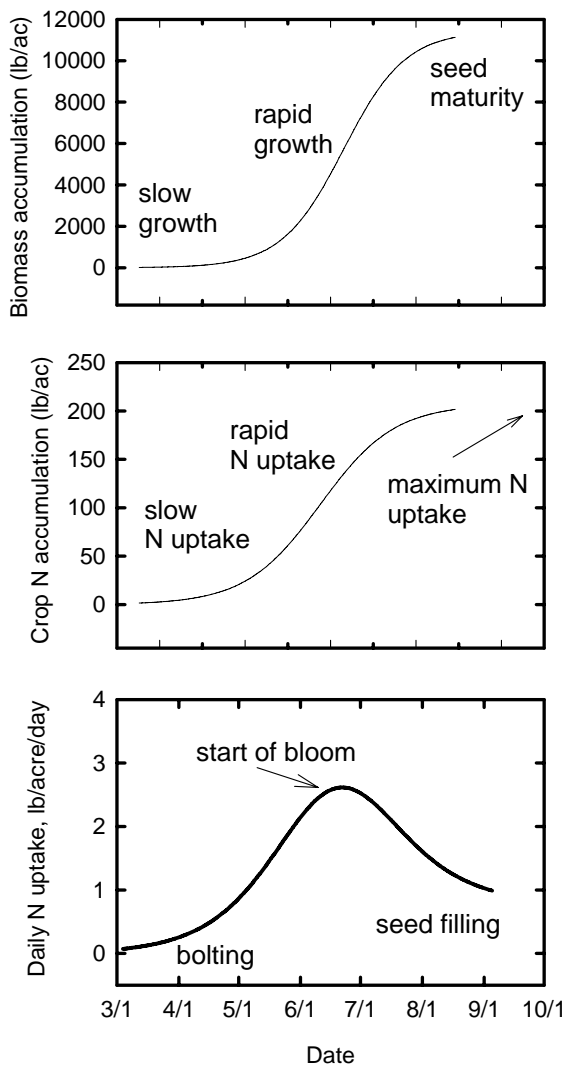 Biomass accumulation (lb/ac)
12000
10000
8000
6000
4000
2000
0
seed
maturity
rapid
growth
slow
growth
Crop N accumulation (lb/ac)
250
200
150
100
50
0
rapid
N uptake
maximum N
uptake
slow
N uptake
Daily N uptake, lb/acre/day
4
3
2
1
0
start of bloom
seed filling
bolting
3/1 4/1 5/1 6/1 7/1 8/1 9/1 10/1
Date